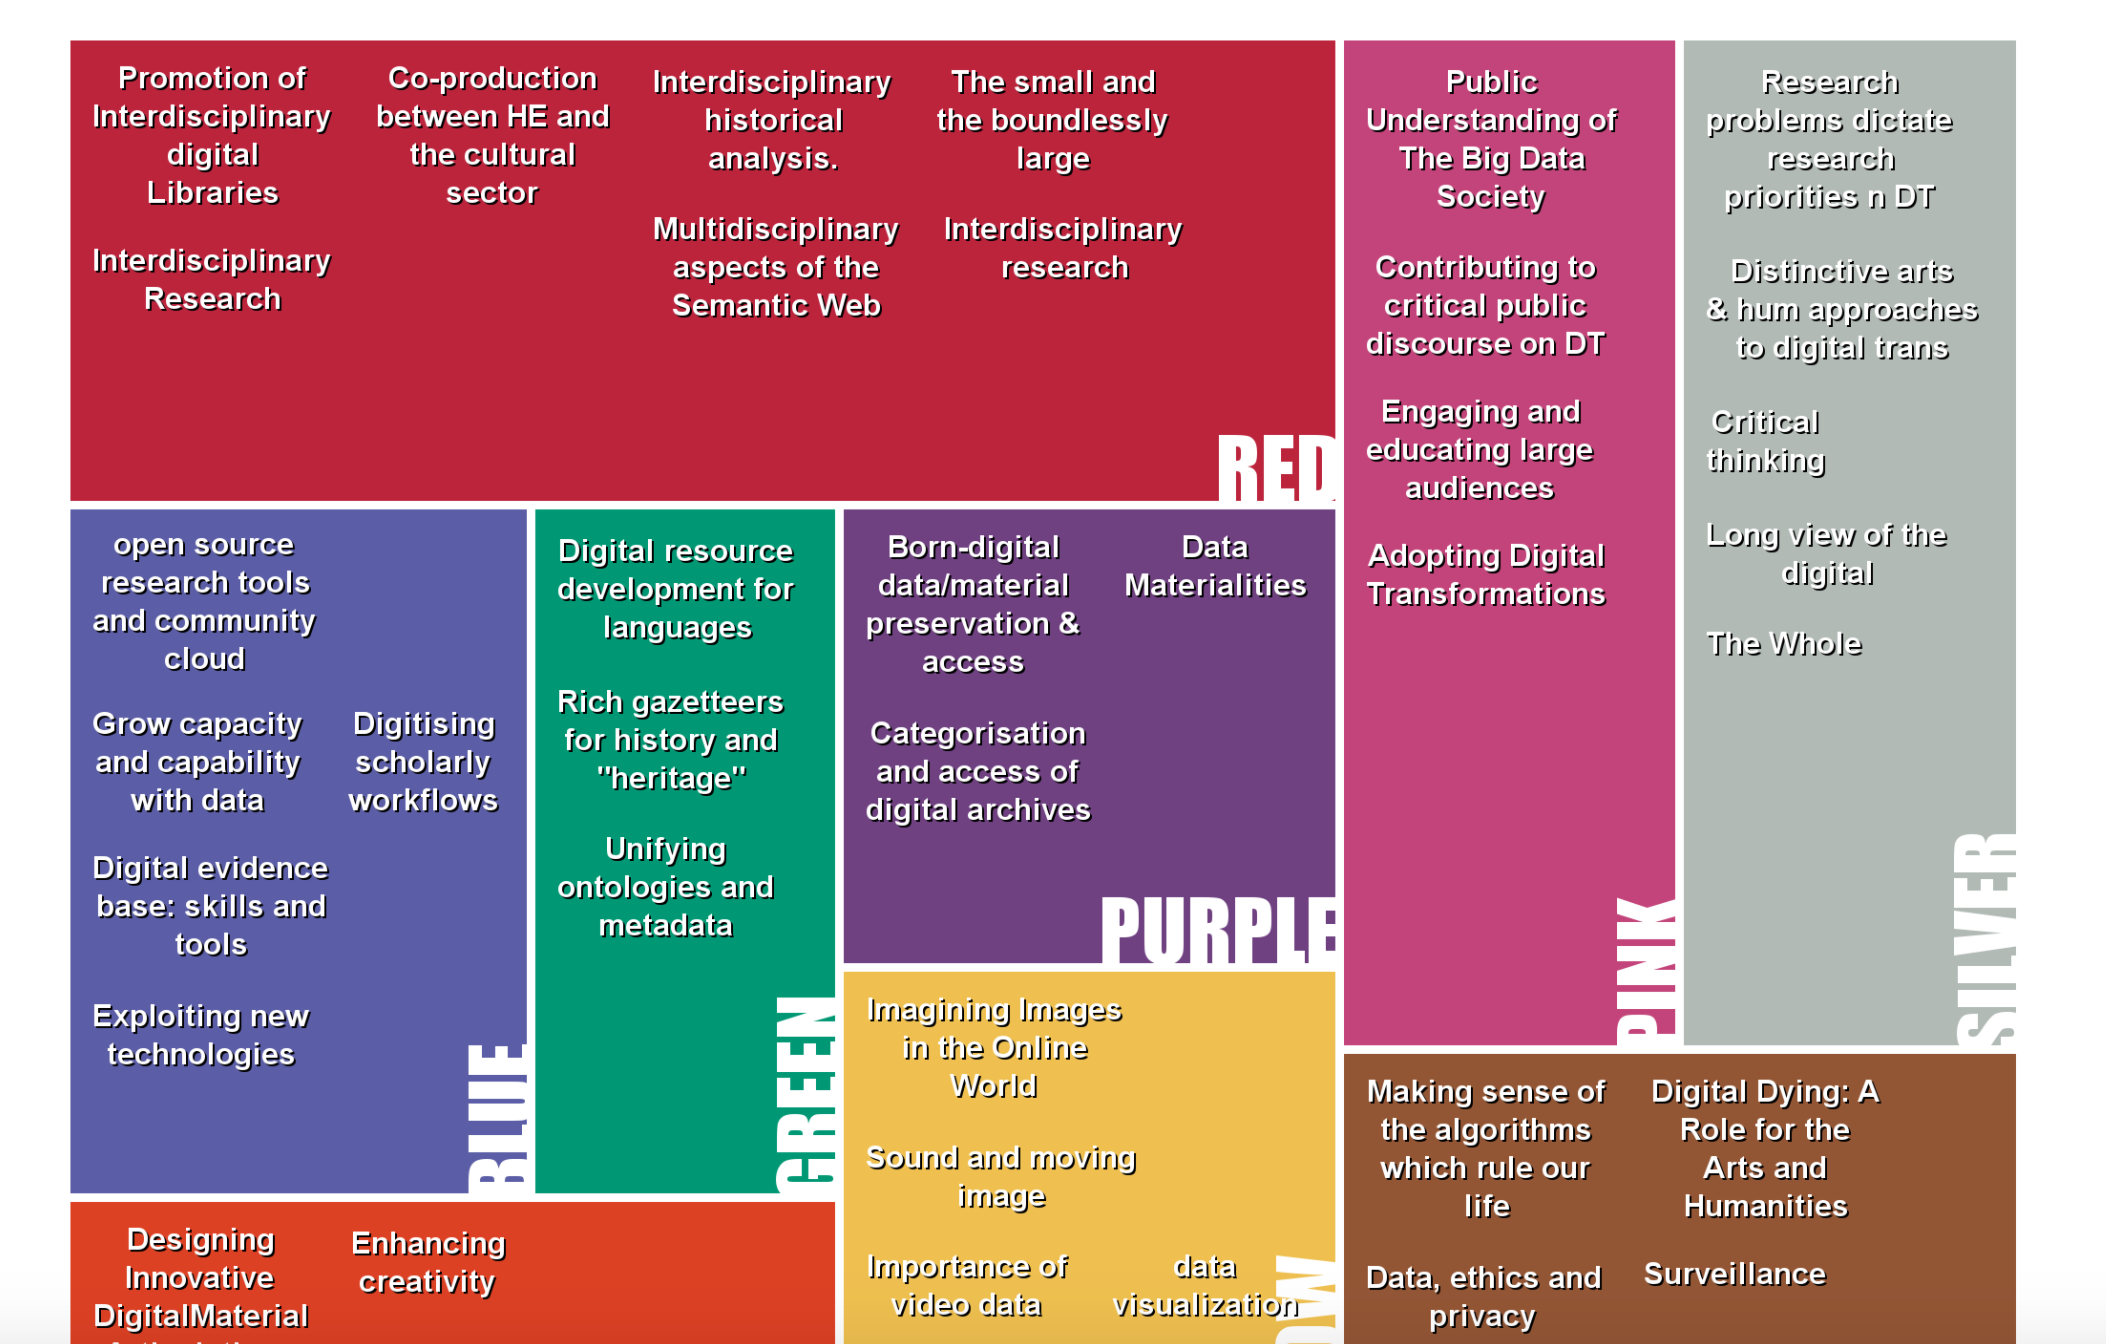 Promotion of
Interdisciplinary
digital
Libraries
Co-production
between HE and
the cultural
sector
Interdisciplinary
historical
analysis.
The small and
the boundlessly
large
Interdisciplinary
Research
Multidisciplinary
aspects of the
Semantic Web
Interdisciplinary
research
RED
Public
Understanding of
The Big Data
Society
Contributing to
critical public
discourse on DT
Engaging and
educating large
audiences
Adopting Digital
Transformations
PINK
Research
problems dictate
research
priorities n DT
Distinctive arts
& hum approaches
to digital trans
Critical
thinking
Long view of the
digital
The Whole
SILVER
open source
research tools
and community
cloud
Grow capacity
and capability
with data
Digitising
scholarly
workflows
Digital evidence
base: skills and
tools
Exploiting new
technologies
BLUE
Digital resource
development for
languages
Rich gazetteers
for history and
"heritage"
Unifying
ontologies and
metadata
GREEN
Born-digital
data/material
preservation &
access
Data
Materialities
Categorisation
and access of
digital archives
PURPLE
Imagining Images
in the Online
World
Sound and moving
image
Importance of
video data
data
visualization
OW
Making sense of
the algorithms
which rule our
life
Digital Dying: A
Role for the
Arts and
Humanities
Data, ethics and
privacy
Surveillance
Designing
Innovative
DigitalMaterial
Enhancing
creativity